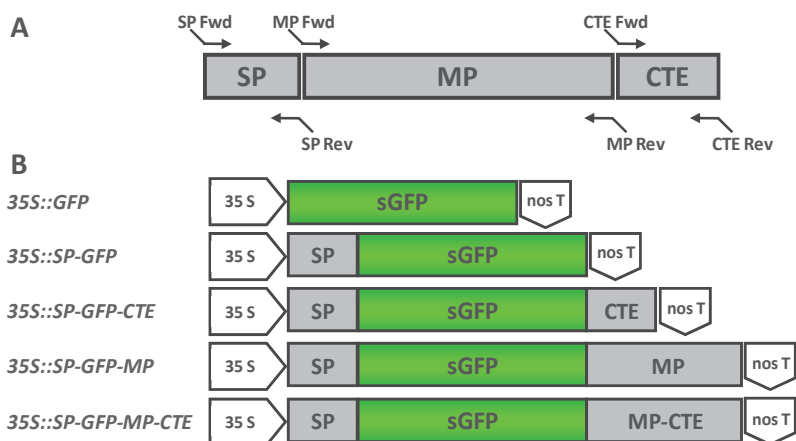 A
SP Fwd MP Fwd CTE Fwd
SP MP CTE
SP Rev MP Rev CTE Rev
B
35S::GFP 35 S sGFP nos T
35S::SP-GFP 35 S SP sGFP nos T
35S::SP-GFP-CTE 35 S SP sGFP CTE nos T
35S::SP-GFP-MP 35 S SP sGFP MP nos T
35S::SP-GFP-MP-CTE 35 S SP sGFP MP-CTE nos T